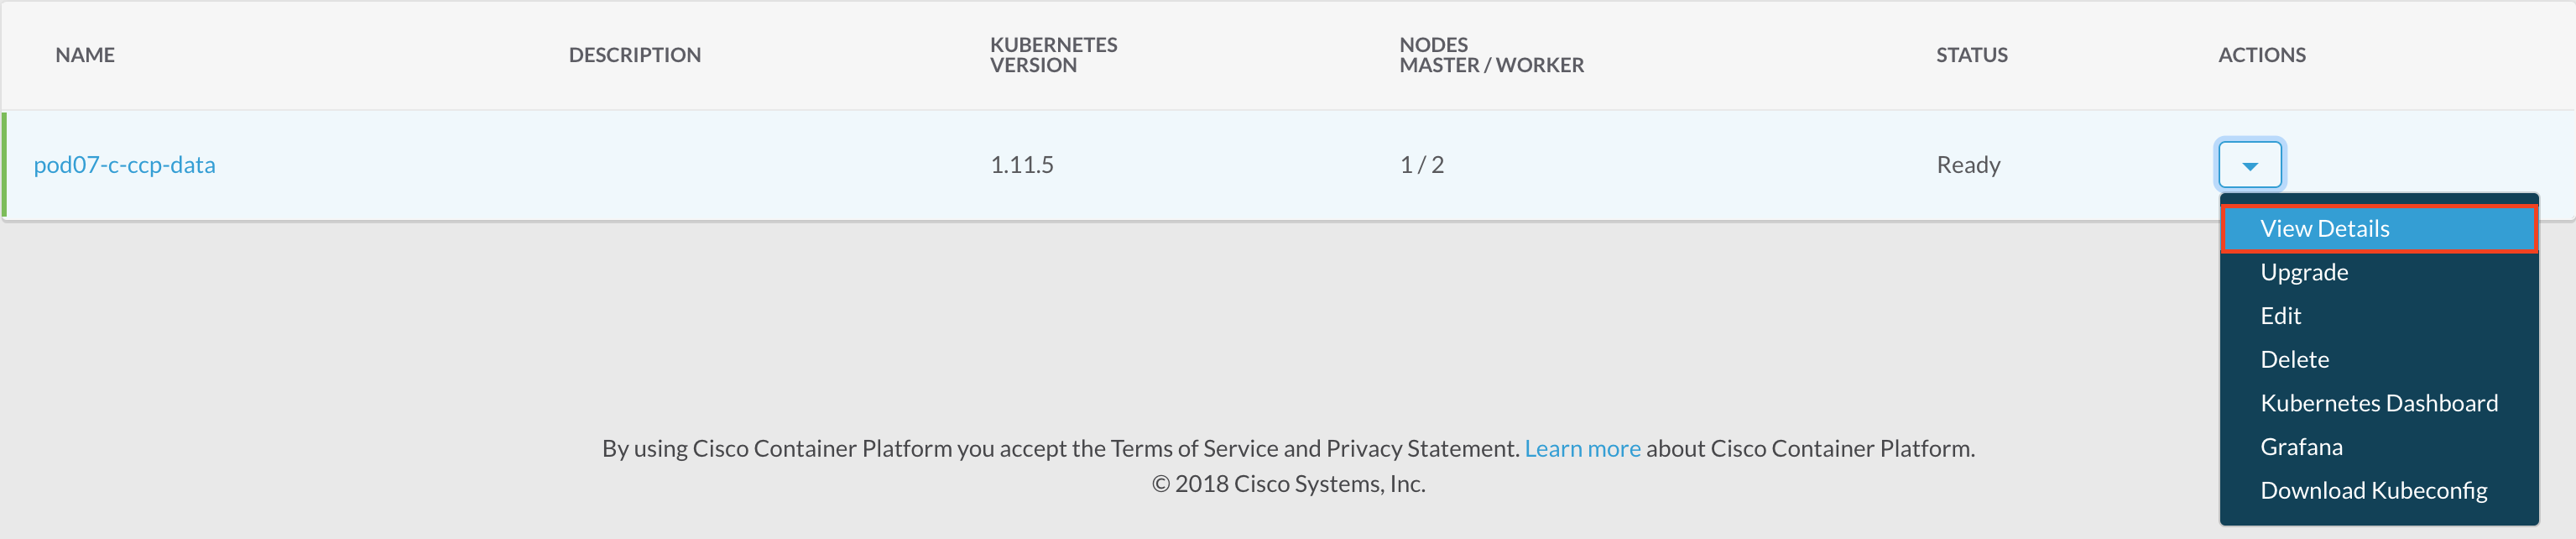 NAME
DESCRIPTION
KUBERNETES
VERSION
NODES
MASTER / WORKER
STATUS
ACTIONS
pod07-c-ccp-data
1.11.5
1 / 2
Ready
View Details
Upgrade
Edit
Delete
Kubernetes Dashboard
Grafana
Download Kubeconfig
By using Cisco Container Platform you accept the Terms of Service and Privacy Statement. Learn more about Cisco Container Platform.
© 2018 Cisco Systems, Inc.